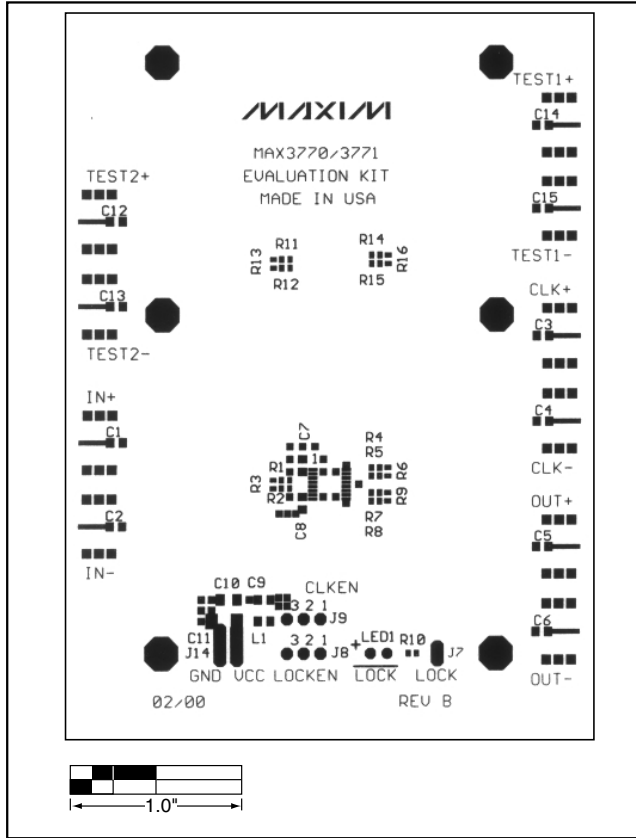 MAXIM
MAX3770/3771
EVALUATION KIT
MADE IN USA
TEST1+
C14
C15
TEST1-
TEST2+
C12
C13
TEST2-
R13
R11
R12
R14
R15
R16
CLK+
C3
C4
CLK-
IN+
C1
C2
IN-
C7
1
R1
R3
R2
C8
R4
R5
R6
R9
R7
R8
OUT+
C5
C6
OUT-
C10 C9
CLKEN
3 2 1
J9
C11
L1
J14
3 2 1
J8
+
LED1
R10
J7
GND VCC LOCKEN LOCK LOCK
02/00
REV B
1.0"